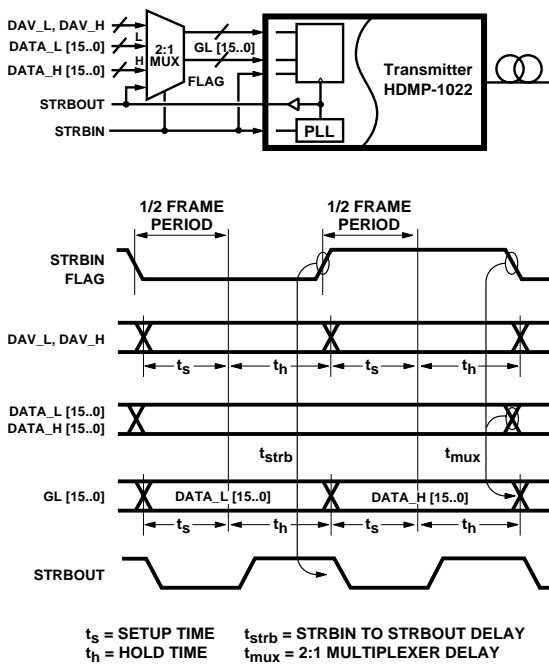 DAV_L, DAV_H
DATA_L [15..0]
DATA_H [15..0]
L
H
2:1
MUX
GL [15..0]
FLAG
STRBOUT
STRBIN
PLL
Transmitter
HDMP-1022
1/2 FRAME
PERIOD
1/2 FRAME
PERIOD
STRBIN
FLAG
DAV_L, DAV_H
ts
th
ts
th
DATA_L [15..0]
DATA_H [15..0]
tstrb
tmux
GL [15..0]
DATA_L [15..0]
DATA_H [15..0]
ts
th
ts
th
STRBOUT
ts = SETUP TIME tstrb = STRBIN TO STRBOUT DELAY
th = HOLD TIME tmux = 2:1 MULTIPLEXER DELAY